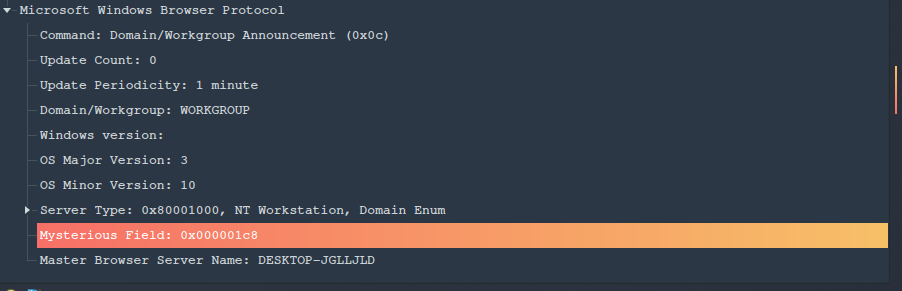 Microsoft Windows Browser Protocol
Command: Domain/Workgroup Announcement (0x0c)
Update Count: 0
Update Periodicity: 1 minute
Domain/Workgroup: WORKGROUP
Windows version:
OS Major Version: 3
OS Minor Version: 10
Server Type: 0x80001000, NT Workstation, Domain Enum
Mysterious Field: 0x000001c8
Master Browser Server Name: DESKTOP-JGLLJLD